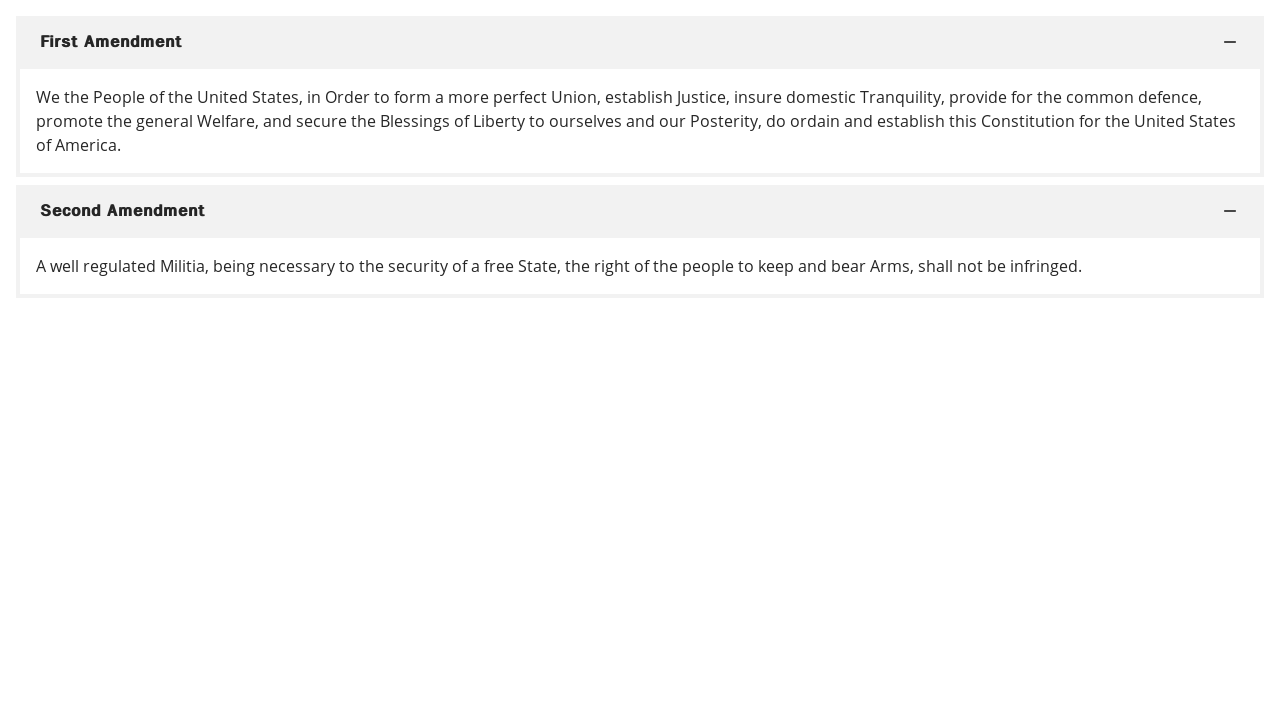 First Amendment
We the People of the United States, in Order to form a more perfect Union, establish Justice, insure domestic Tranquility, provide for the common defence,
promote the general Welfare, and secure the Blessings of Liberty to ourselves and our Posterity, do ordain and establish this Constitution for the United States
of America.
Second Amendment
A well regulated Militia, being necessary to the security of a free State, the right of the people to keep and bear Arms, shall not be infringed.